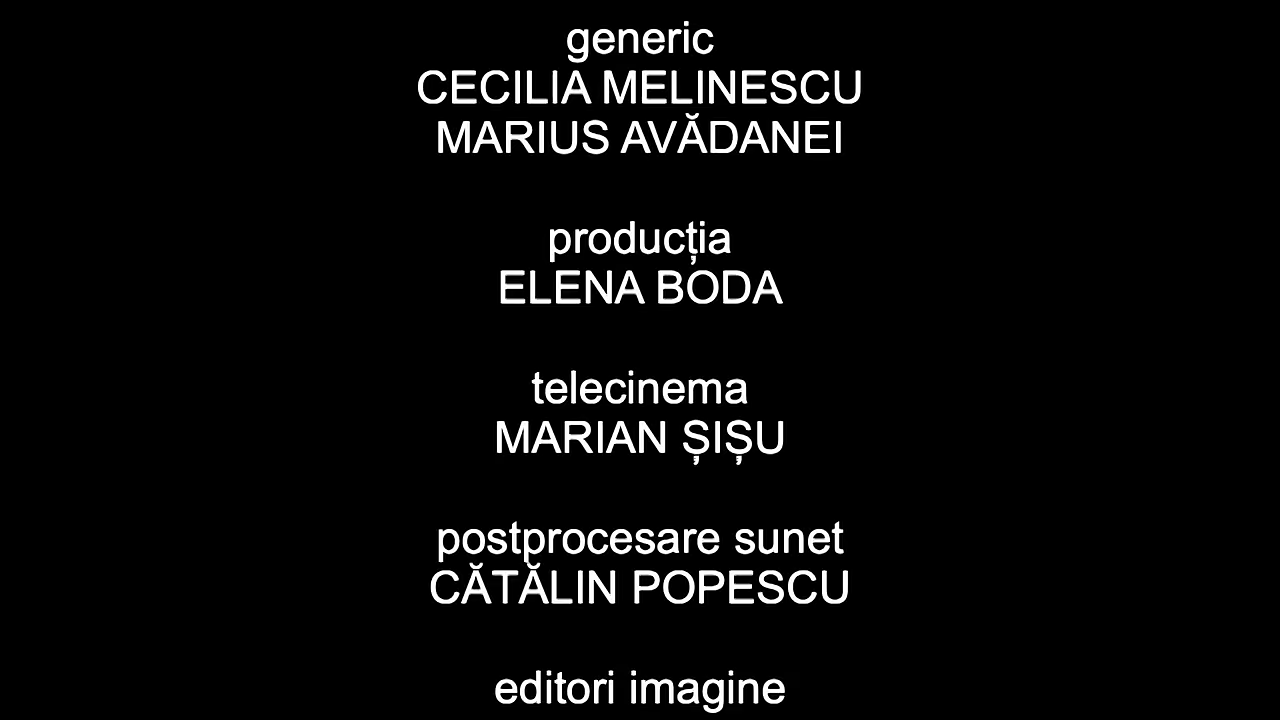 generic
CECILIA MELINESCU
MARIUS AVĂDANEI
producția
ELENA BODA
telecinema
MARIAN ȘIȘU
postprocesare sunet
CĂTĂLIN POPESCU
editori imagine